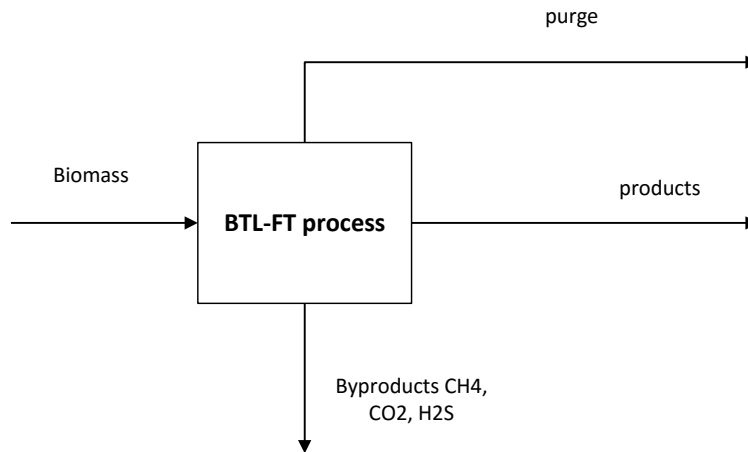 purge
Biomass
products
BTL-FT process
Byproducts CH4,
CO2, H2S